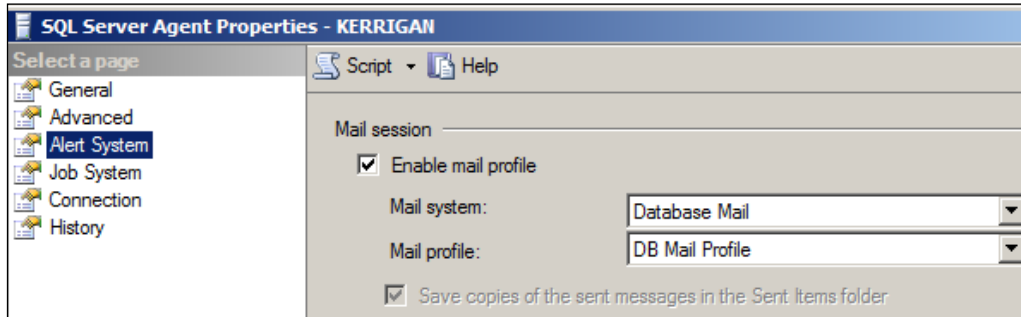 SQL Server Agent Properties - KERRIGAN
Select a page
General
Advanced
Alert System
Job System
Connection
History
Script Help
Mail session
Enable mail profile
Mail system: Database Mail
Mail profile: DB Mail Profile
Save copies of the sent messages in the Sent Items folder